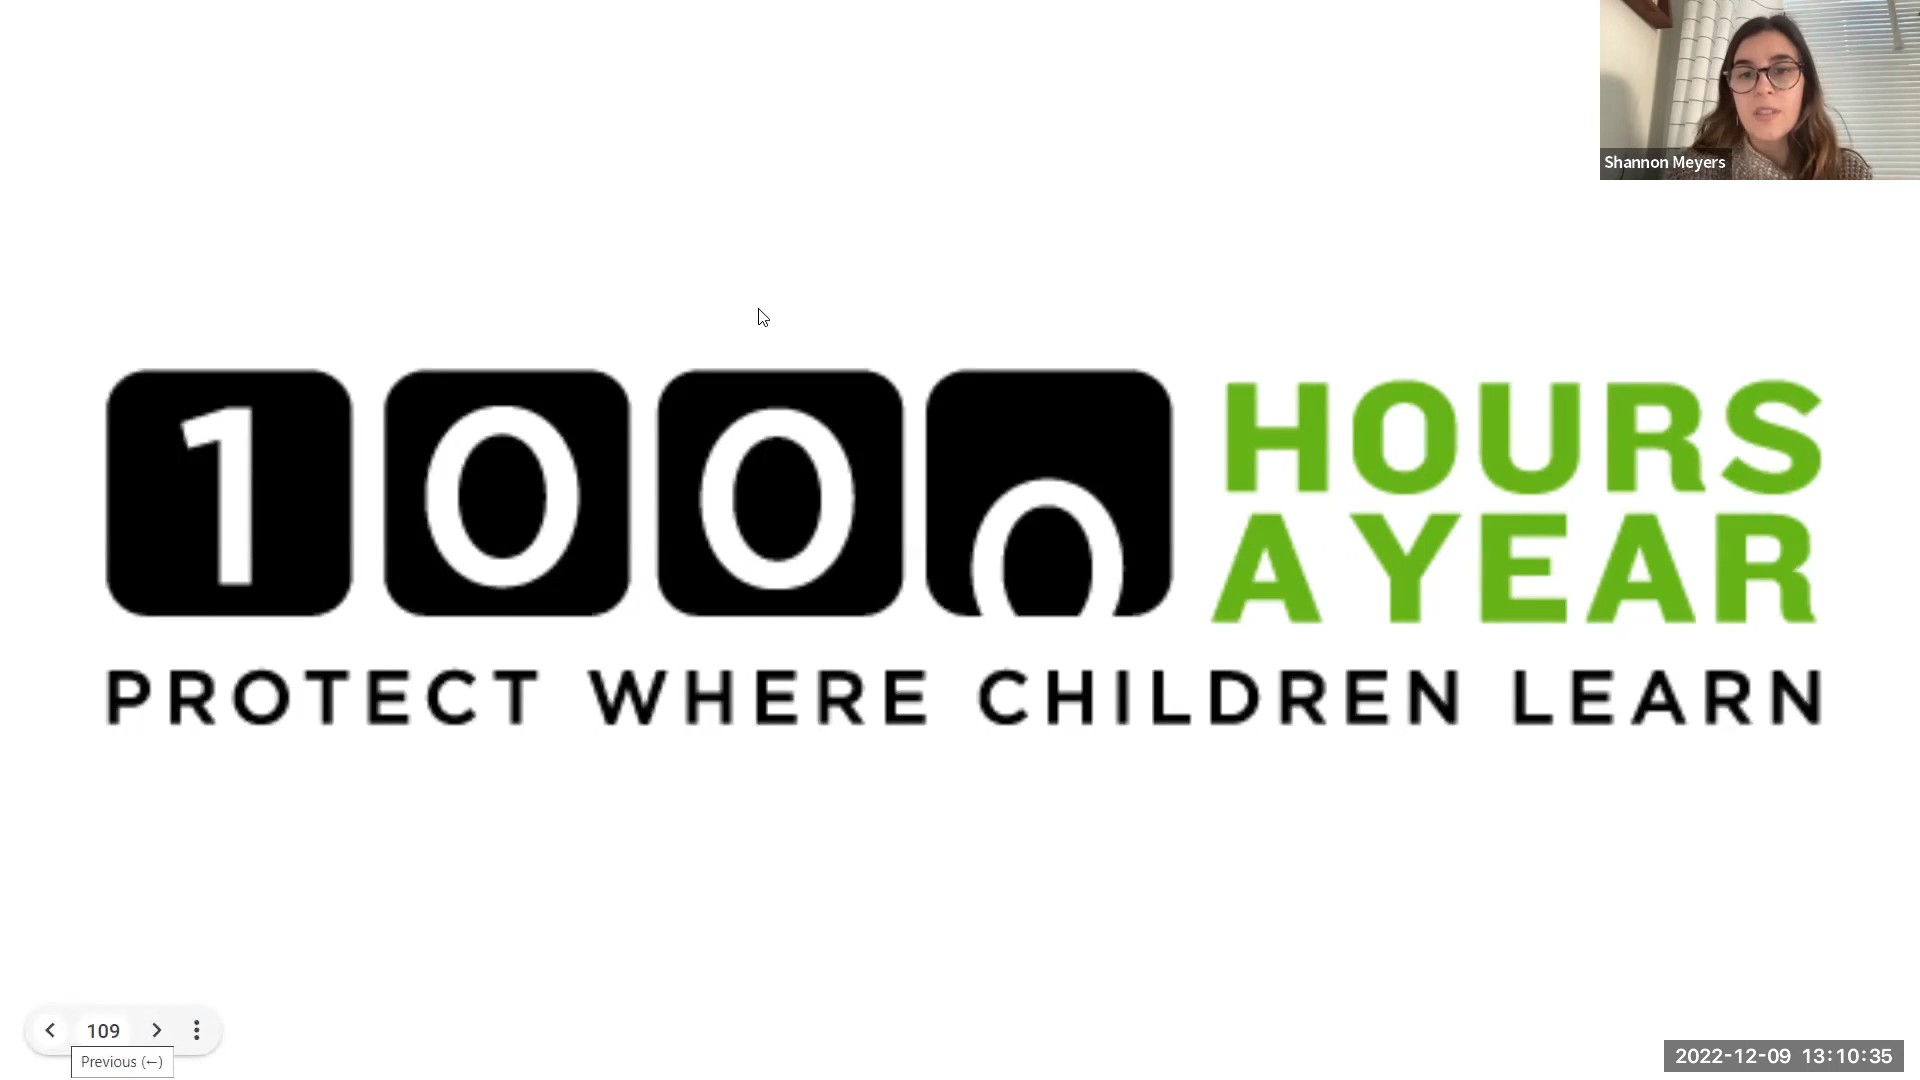 Shannon Meyers
1000 HOURS
A YEAR
PROTECT WHERE CHILDREN LEARN
109
Previous (←)
2022-12-09 13:10:35